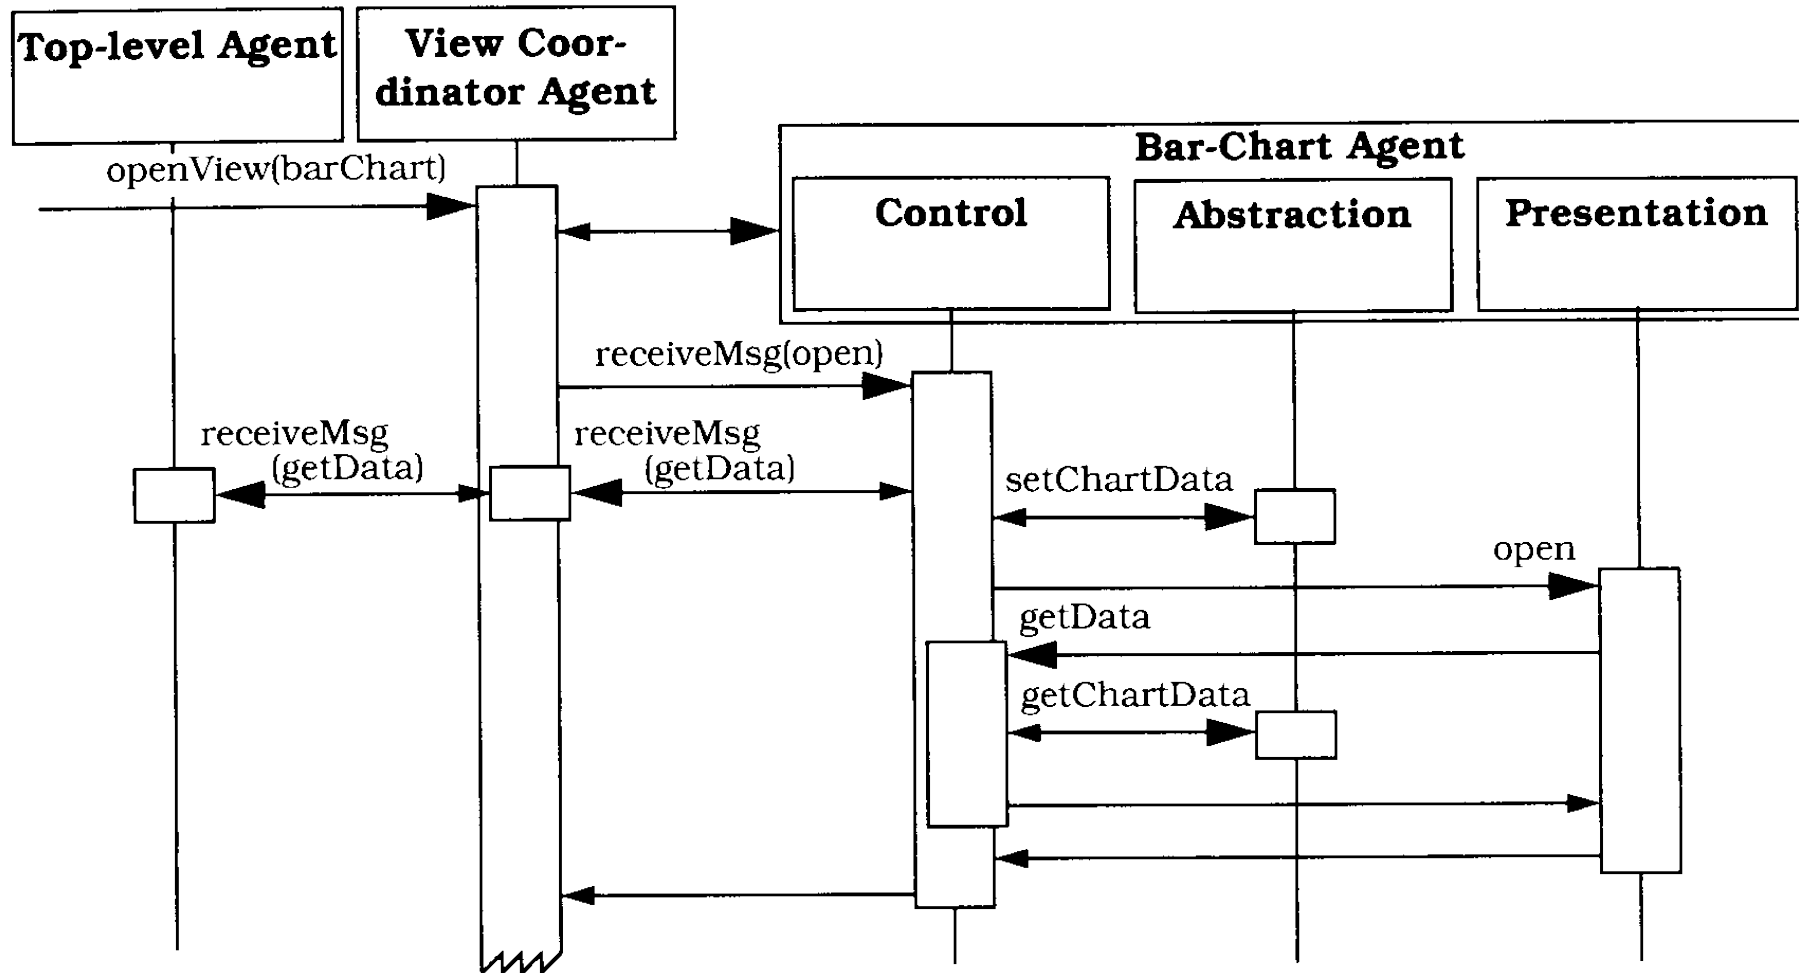 Top-level Agent
View Coor-
dinator Agent
Bar-Chart Agent
Control
Abstraction
Presentation
openView(barChart)
receiveMsg(open)
receiveMsg
(getData)
receiveMsg
(getData)
setChartData
open
getData
getChartData